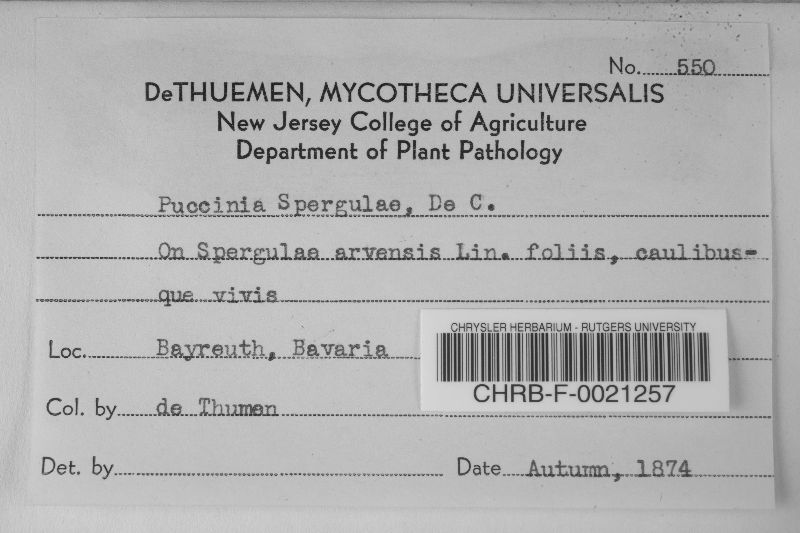 No. 550
DeTHUEMEN, MYCOTHECA UNIVERSALIS
New Jersey College of Agriculture
Department of Plant Pathology
Puccinia Spergulae, De C.
On Spergulae arvensis Lin. foliis, caulibus-
que vivis
Loc. Bayreuth, Bavaria
CHRYSLER HERBARIUM - RUTGERS UNIVERSITY
CHRB-F-0021257
Col. by de Thumen
Det. by
Date Autumn, 1874